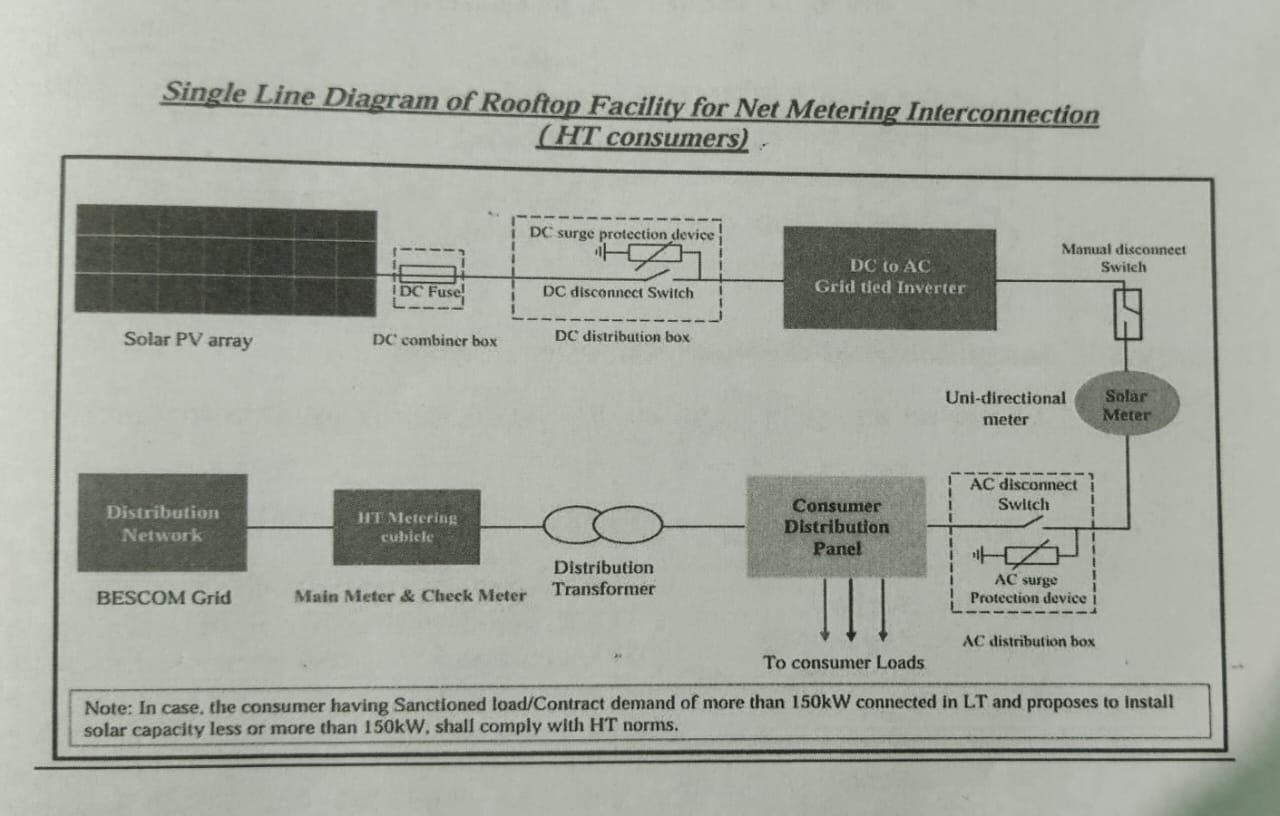 Single Line Diagram of Rooftop Facility for Net Metering Interconnection
( HT consumers)
DC surge protection device
DC Fuse
DC disconnect Switch
DC to AC
Grid tied Inverter
Manual disconnect
Switch
Solar PV array
DC combiner box
DC distribution box
Uni-directional
meter
Solar
Meter
Distribution
Network
HT Metering
cubicle
Consumer
Distribution
Panel
AC disconnect
Switch
AC surge
Protection device
BESCOM Grid
Main Meter & Check Meter
Distribution
Transformer
AC distribution box
To consumer Loads
Note: In case, the consumer having Sanctioned load/Contract demand of more than 150kW connected in LT and proposes to install
solar capacity less or more than 150kW, shall comply with HT norms.